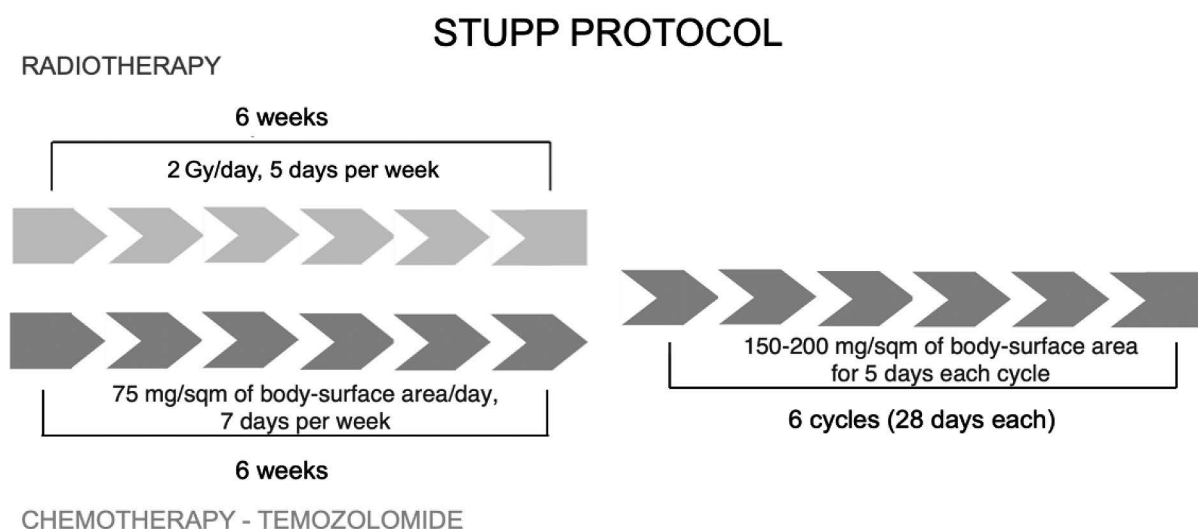 STUPP PROTOCOL
RADIOTHERAPY
6 weeks
2 Gy/day, 5 days per week
75 mg/sqm of body-surface area/day,
7 days per week
6 weeks
150-200 mg/sqm of body-surface area
for 5 days each cycle
6 cycles (28 days each)
CHEMOTHERAPY - TEMOZOLOMIDE